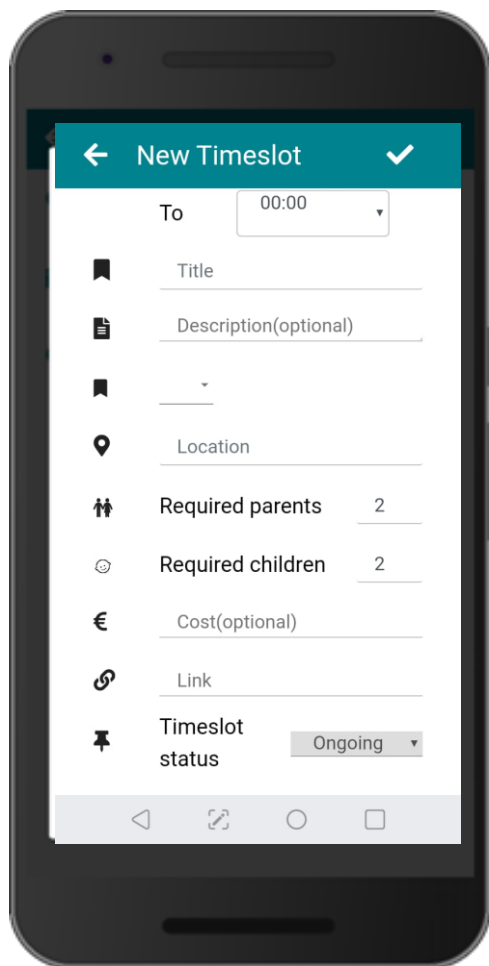 New Timeslot
To 00:00
Title
Description(optional)
Location
Required parents 2
Required children 2
€ Cost(optional)
Link
Timeslot
status Ongoing